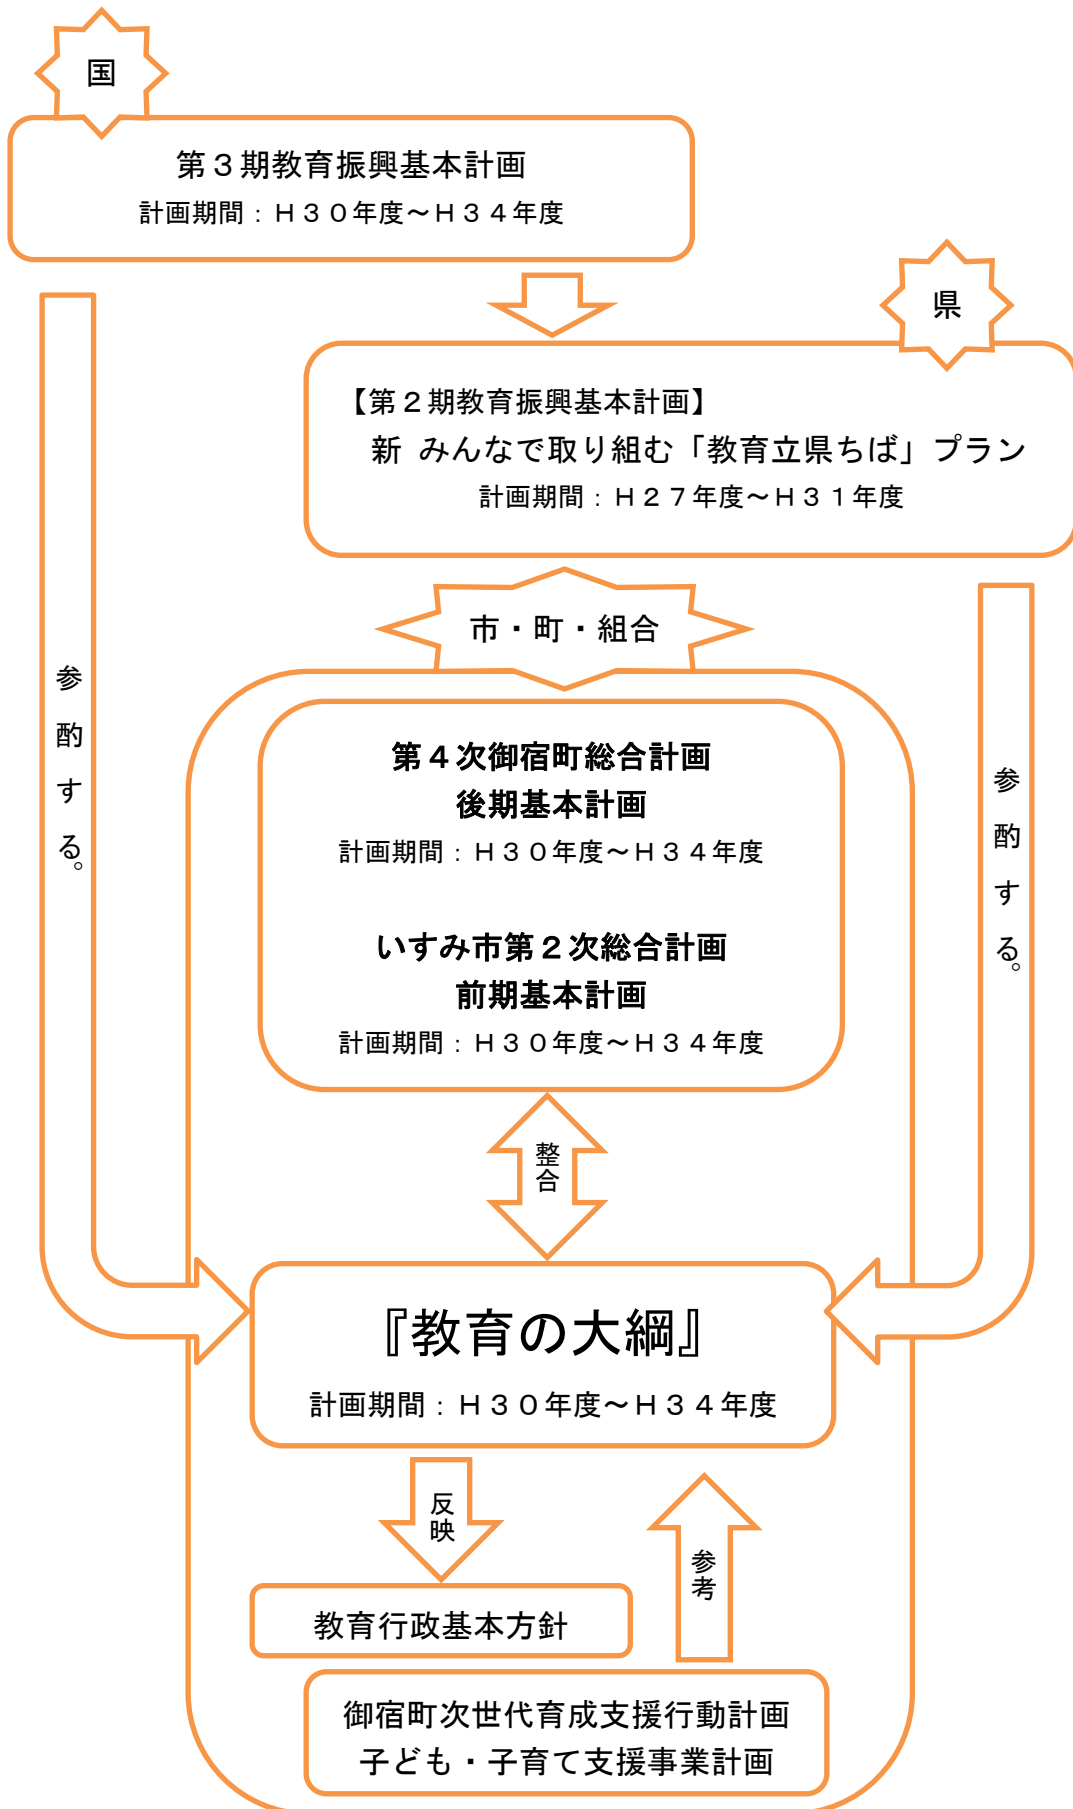 国
第３期教育振興基本計画
計画期間：Ｈ３０年度～Ｈ３４年度
県
【第２期教育振興基本計画】
新 みんなで取り組む「教育立県ちば」プラン
計画期間：Ｈ２７年度～Ｈ３１年度
市・町・組合
参酌する。
第４次御宿町総合計画
後期基本計画
計画期間：Ｈ３０年度～Ｈ３４年度
いすみ市第２次総合計画
前期基本計画
計画期間：Ｈ３０年度～Ｈ３４年度
参酌する。
整合
『教育の大綱』
計画期間：Ｈ３０年度～Ｈ３４年度
反映
参考
教育行政基本方針
御宿町次世代育成支援行動計画
子ども・子育て支援事業計画